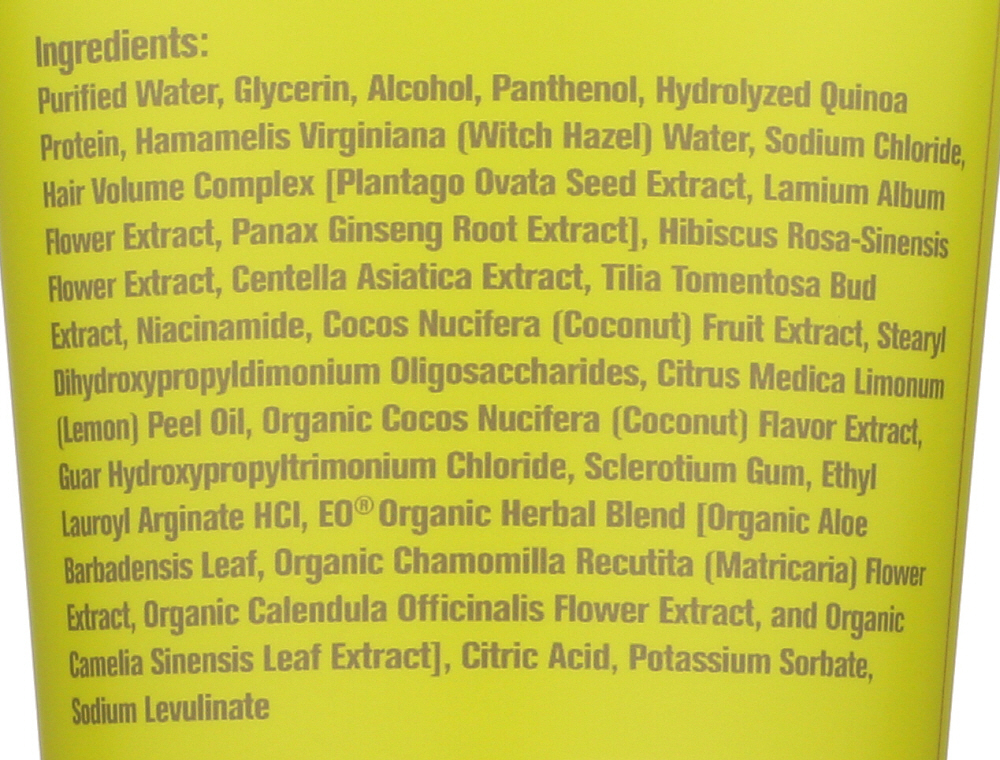 Ingredients:
Purified Water, Glycerin, Alcohol, Panthenol, Hydrolyzed Quinoa
Protein, Hamamelis Virginiana (Witch Hazel) Water, Sodium Chloride,
Hair Volume Complex [Plantago Ovata Seed Extract, Lamium Album
Flower Extract, Panax Ginseng Root Extract], Hibiscus Rosa-Sinensis
Flower Extract, Centella Asiatica Extract, Tilia Tomentosa Bud
Extract, Niacinamide, Cocos Nucifera (Coconut) Fruit Extract, Stearyl
Dihydroxypropyldimonium Oligosaccharides, Citrus Medica Limonum
(Lemon) Peel Oil, Organic Cocos Nucifera (Coconut) Flavor Extract,
Guar Hydroxypropyltrimonium Chloride, Sclerotium Gum, Ethyl
Lauroyl Arginate HCl, EO® Organic Herbal Blend [Organic Aloe
Barbadensis Leaf, Organic Chamomilla Recutita (Matricaria) Flower
Extract, Organic Calendula Officinalis Flower Extract, and Organic
Camelia Sinensis Leaf Extract], Citric Acid, Potassium Sorbate,
Sodium Levulinate